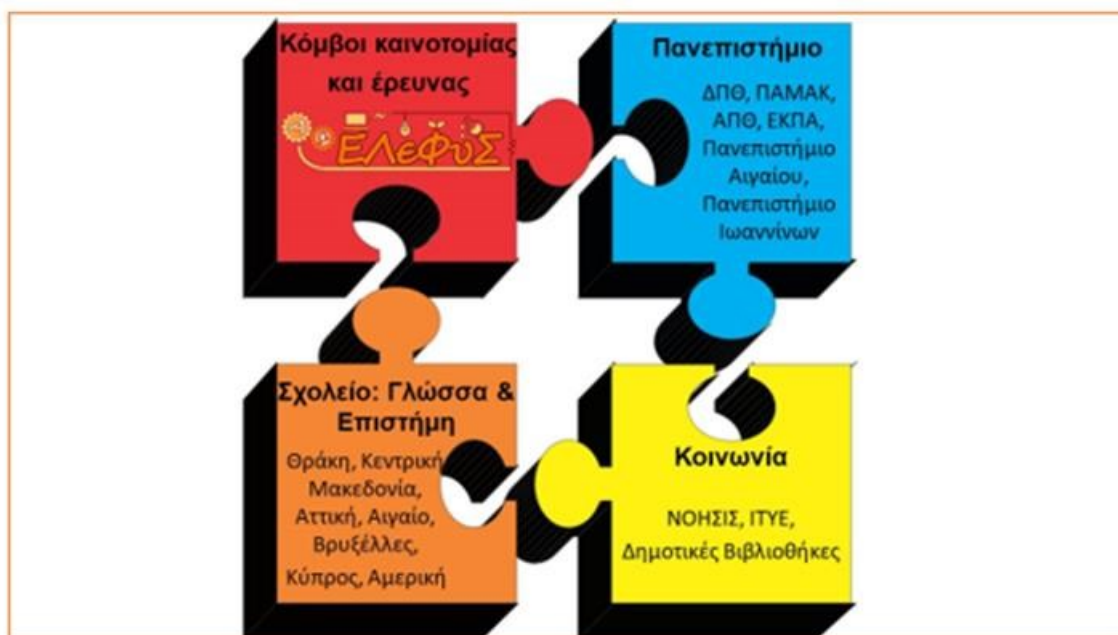 Κόμβοι καινοτομίας
και έρευνας
ΕΛεΦυΣ
Πανεπιστήμιο
ΔΠΘ, ΠΑΜΑΚ,
ΑΠΘ, ΕΚΠΑ,
Πανεπιστήμιο
Αιγαίου,
Πανεπιστήμιο
Ιωαννίνων
Σχολείο: Γλώσσα &
Επιστήμη
Θράκη, Κεντρική
Μακεδονία,
Αττική, Αιγαίο,
Βρυξέλλες,
Κύπρος, Αμερική
Κοινωνία
ΝΟΗΣΙΣ, ΙΤΥΕ,
Δημοτικές Βιβλιοθήκες